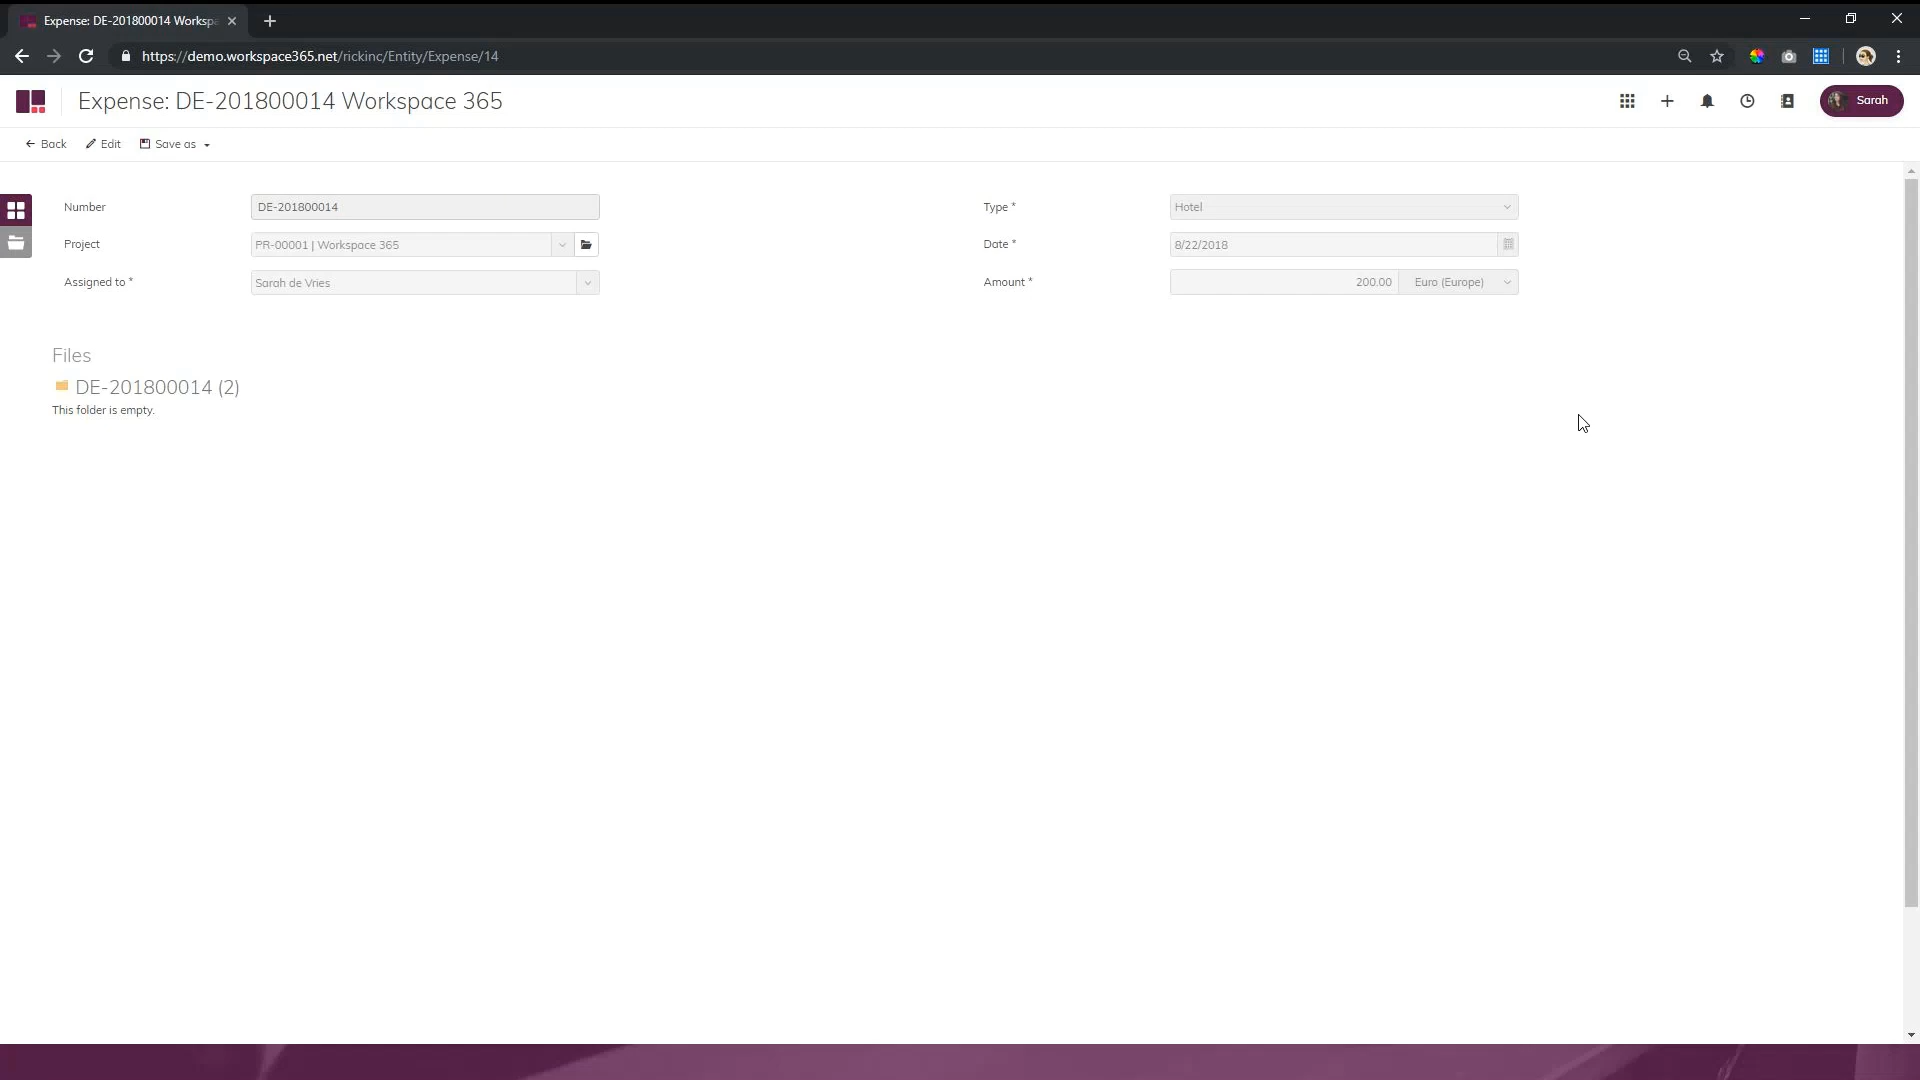 Expense: DE-201800014 Workspa
https://demo.workspace365.net/rickinc/Entity/Expense/14
Expense: DE-201800014 Workspace 365
Sarah
Back
Edit
Save as
Number
DE-201800014
Type *
Hotel
Project
PR-00001 | Workspace 365
Date *
8/22/2018
Assigned to *
Sarah de Vries
Amount *
200.00
Euro (Europe)
Files
DE-201800014 (2)
This folder is empty.